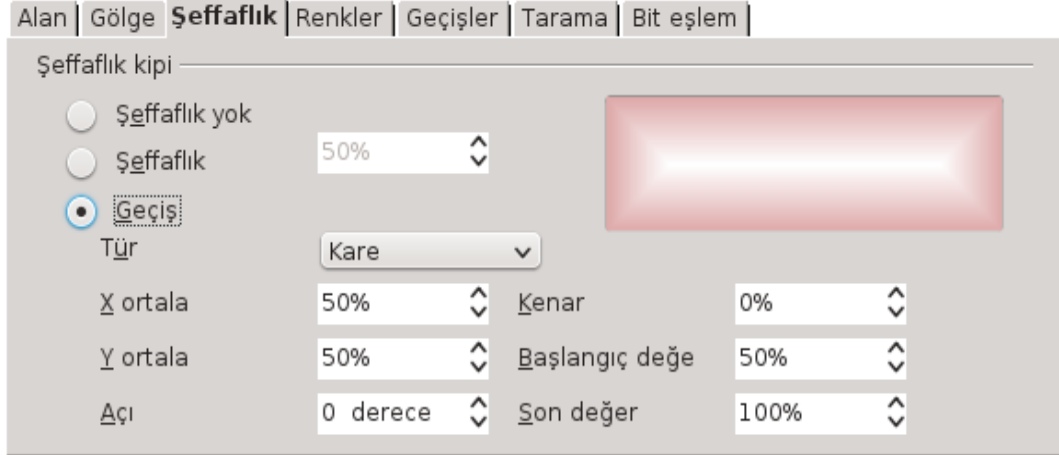 Alan Gölge Şeffaflık Renkler Geçişler Tarama Bit eşlem
Şeffaflık kipi
Şeffaflık yok
Şeffaflık 50%
Geçiş
Tür Kare
X ortala 50% Kenar 0%
Y ortala 50% Başlangıç değe 50%
Açı 0 derece Son değer 100%